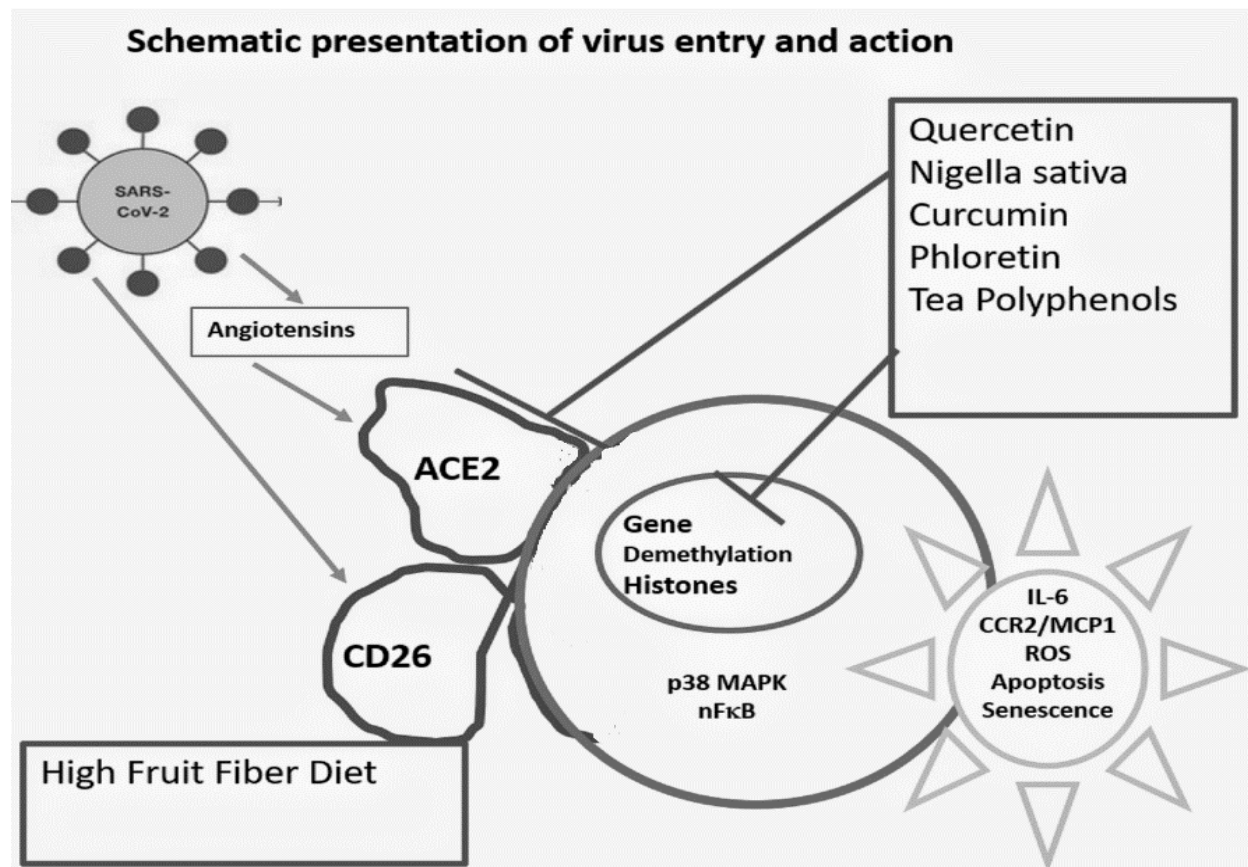 Schematic presentation of virus entry and action
SARS-
CoV-2
Angiotensins
Quercetin
Nigella sativa
Curcumin
Phloretin
Tea Polyphenols
ACE2
CD26
Gene
Demethylation
Histones
p38 MAPK
nFκB
IL-6
CCR2/MCP1
ROS
Apoptosis
Senescence
High Fruit Fiber Diet